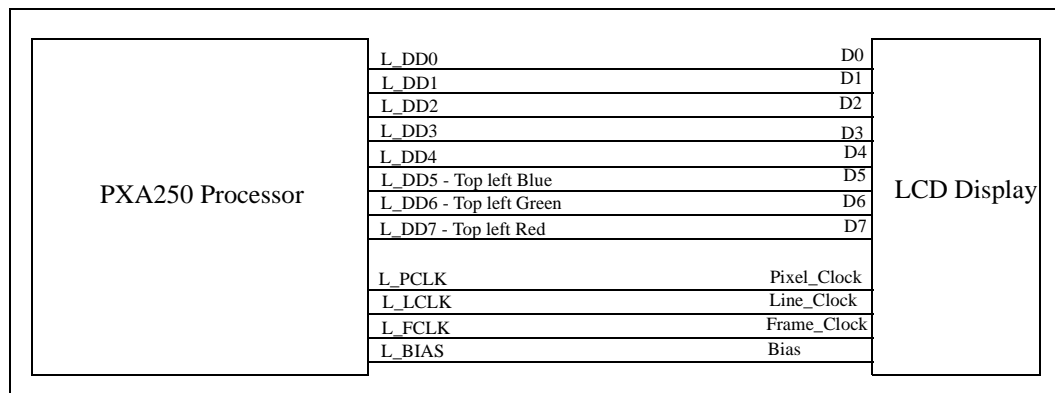 L_DD0 D0
L_DD1 D1
L_DD2 D2
L_DD3 D3
L_DD4 D4
L_DD5 - Top left Blue D5
L_DD6 - Top left Green D6
L_DD7 - Top left Red D7
PXA250 Processor
LCD Display
L_PCLK Pixel_Clock
L_LCLK Line_Clock
L_FCLK Frame_Clock
L_BIAS Bias